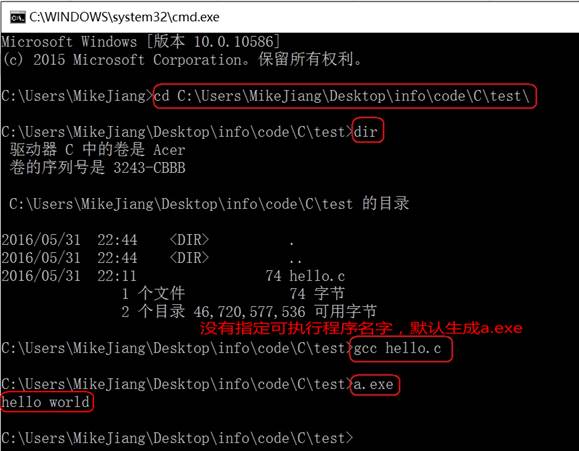 C:\WINDOWS\system32\cmd.exe
Microsoft Windows [版本 10.0.10586]
(c) 2015 Microsoft Corporation。保留所有权利。
C:\Users\MikeJiang>cd C:\Users\MikeJiang\Desktop\info\code\C\test\
C:\Users\MikeJiang\Desktop\info\code\C\test>dir
驱动器 C 中的卷是 Acer
卷的序列号是 3243-CBBB
C:\Users\MikeJiang\Desktop\info\code\C\test 的目录
2016/05/31  22:44    <DIR>          .
2016/05/31  22:44    <DIR>          ..
2016/05/31  22:11                74 hello.c
1 个文件             74 字节
2 个目录 46,720,577,536 可用字节
没有指定可执行程序名字，默认生成a.exe
C:\Users\MikeJiang\Desktop\info\code\C\test>gcc hello.c
C:\Users\MikeJiang\Desktop\info\code\C\test>a.exe
hello world
C:\Users\MikeJiang\Desktop\info\code\C\test>